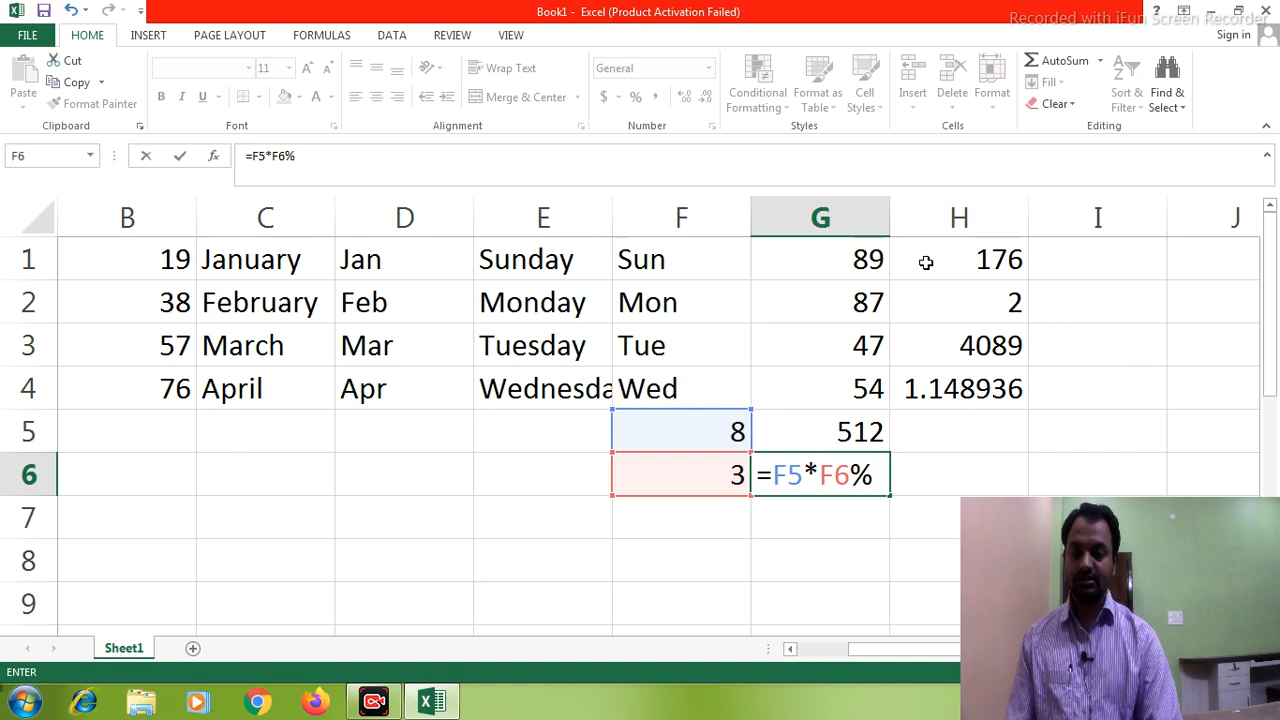 Book1 - Excel (Product Activation Failed)
Recorded with iFun Screen Recorder
Sign in
FILE HOME INSERT PAGE LAYOUT FORMULAS DATA REVIEW VIEW
Paste
Cut
Copy
Format Painter
11
B I U
A A
A
Wrap Text
Merge & Center
General
$ % ,
Conditional Formatting
Format as Table
Cell Styles
Insert
Delete
Format
AutoSum
Fill
Clear
Sort & Filter
Find & Select
Clipboard Font Alignment Number Styles Cells Editing
F6 fx =F5*F6%
B C D E F G H I J
1 19 January Jan Sunday Sun 89 176
2 38 February Feb Monday Mon 87 2
3 57 March Mar Tuesday Tue 47 4089
4 76 April Apr Wednesda Wed 54 1.148936
5 8 512
6 3 =F5*F6%
7
8
9
Sheet1
ENTER